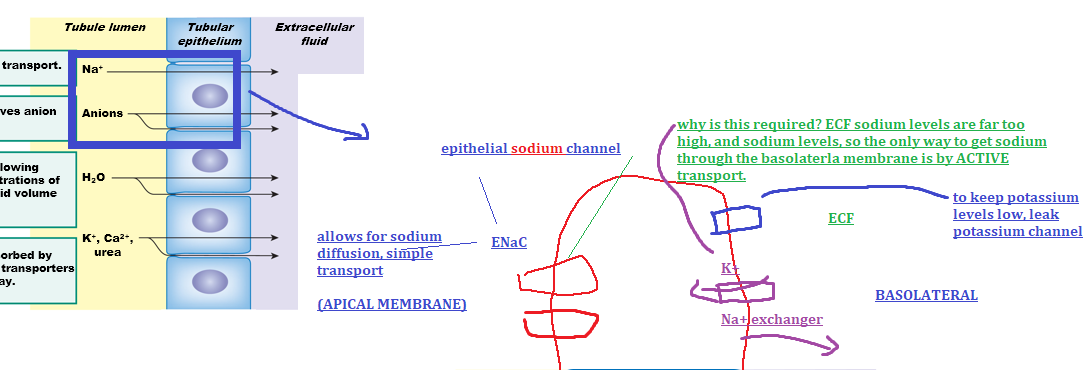 Tubule lumen
Tubular
epithelium
Extracellular
fluid
transport.
Na+
ves anion
Anions
lowing
trations of
id volume
H2O
K+, Ca2+,
urea
orbed by
transporters
ay.
epithelial sodium channel
allows for sodium
diffusion, simple
transport
(APICAL MEMBRANE)
ENaC
why is this required? ECF sodium levels are far too
high, and sodium levels, so the only way to get sodium
through the basolaterla membrane is by ACTIVE
transport.
to keep potassium
levels low, leak
potassium channel
ECF
K+
Na+ exchanger
BASOLATERAL